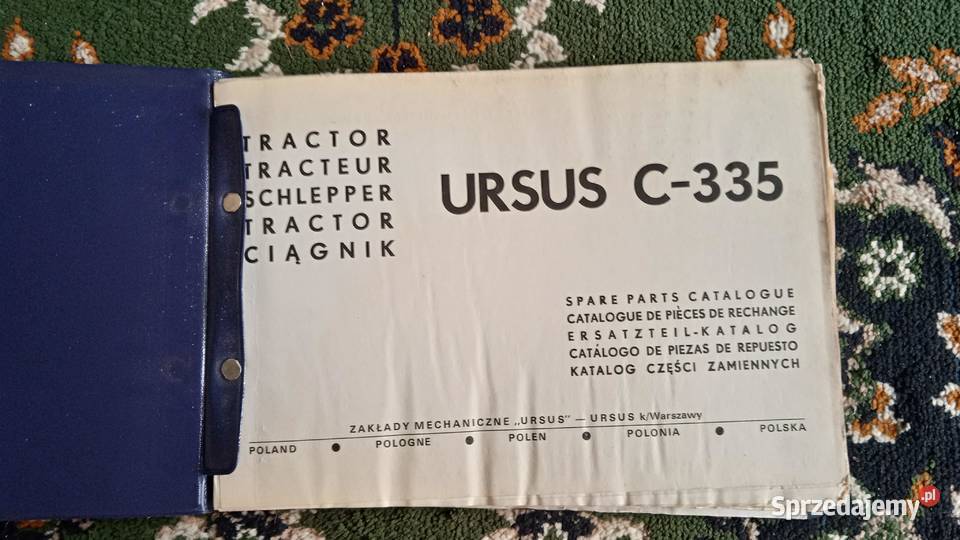 TRACTOR
TRACTEUR
SCHLEPPER
TRACTOR
CIĄGNIK
URSUS C-335
SPARE PARTS CATALOGUE
CATALOGUE DE PIÈCES DE RECHANGE
ERSATZTEIL-KATALOG
CATÁLOGO DE PIEZAS DE REPUESTO
KATALOG CZĘŚCI ZAMIENNYCH
ZAKŁADY MECHANICZNE „URSUS" — URSUS k/Warszawy
POLAND ● POLOGNE ● POLEN ● POLONIA ● POLSKA
Sprzedajemy.pl